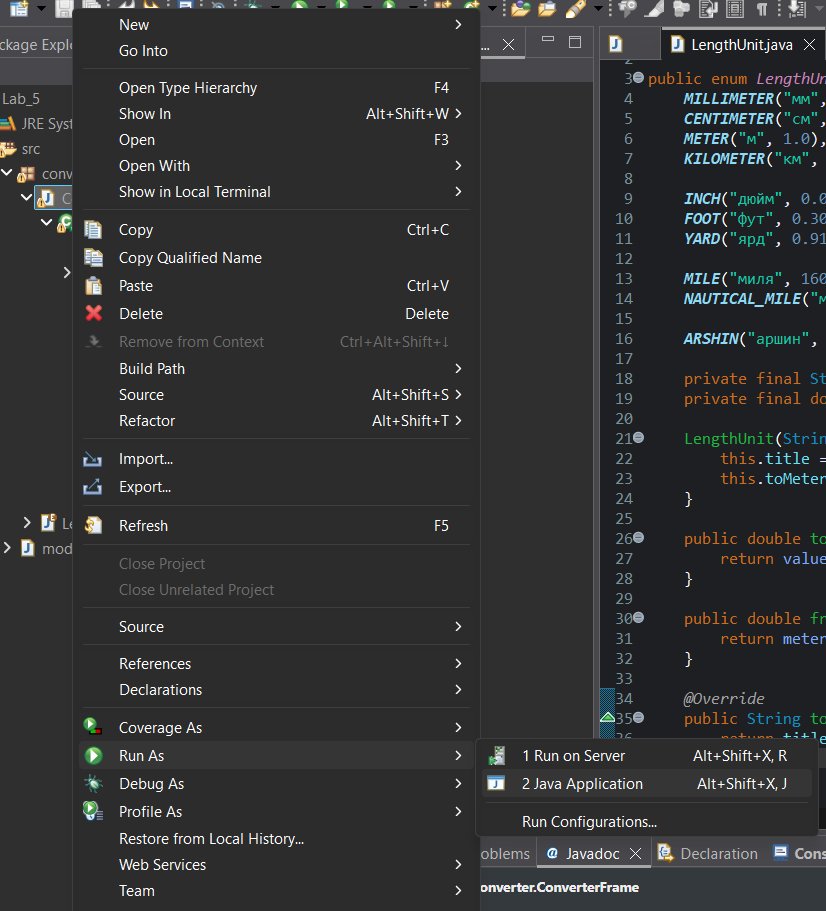 ckage Explo
Lab_5
JRE Syst
src
conv
C
Le
mod
New
Go Into
Open Type Hierarchy F4
Show In Alt+Shift+W
Open F3
Open With
Show in Local Terminal
Copy Ctrl+C
Copy Qualified Name
Paste Ctrl+V
Delete Delete
Remove from Context Ctrl+Alt+Shift+↓
Build Path
Source Alt+Shift+S
Refactor Alt+Shift+T
Import...
Export...
Refresh F5
Close Project
Close Unrelated Project
Source
References
Declarations
Coverage As
Run As
Debug As
Profile As
Restore from Local History...
Web Services
Team
1 Run on Server Alt+Shift+X, R
2 Java Application Alt+Shift+X, J
Run Configurations...
...
LengthUnit.java
2
3 public enum LengthUn
4 MILLIMETER("мм",
5 CENTIMETER("см",
6 METER("м", 1.0),
7 KILOMETER("км",
8
9 INCH("дюйм", 0.0
10 FOOT("фут", 0.30
11 YARD("ярд", 0.91
12
13 MILE("миля", 160
14 NAUTICAL_MILE("м
15
16 ARSHIN("аршин",
17
18 private final St
19 private final do
20
21 LengthUnit(Strin
22 this.title =
23 this.toMeter
24 }
25
26 public double to
27 return value
28 }
29
30 public double fr
31 return meter
32 }
33
34 @Override
35 public String to
36 return title
oblems
@ Javadoc
Declaration
Cons
onverter.ConverterFrame